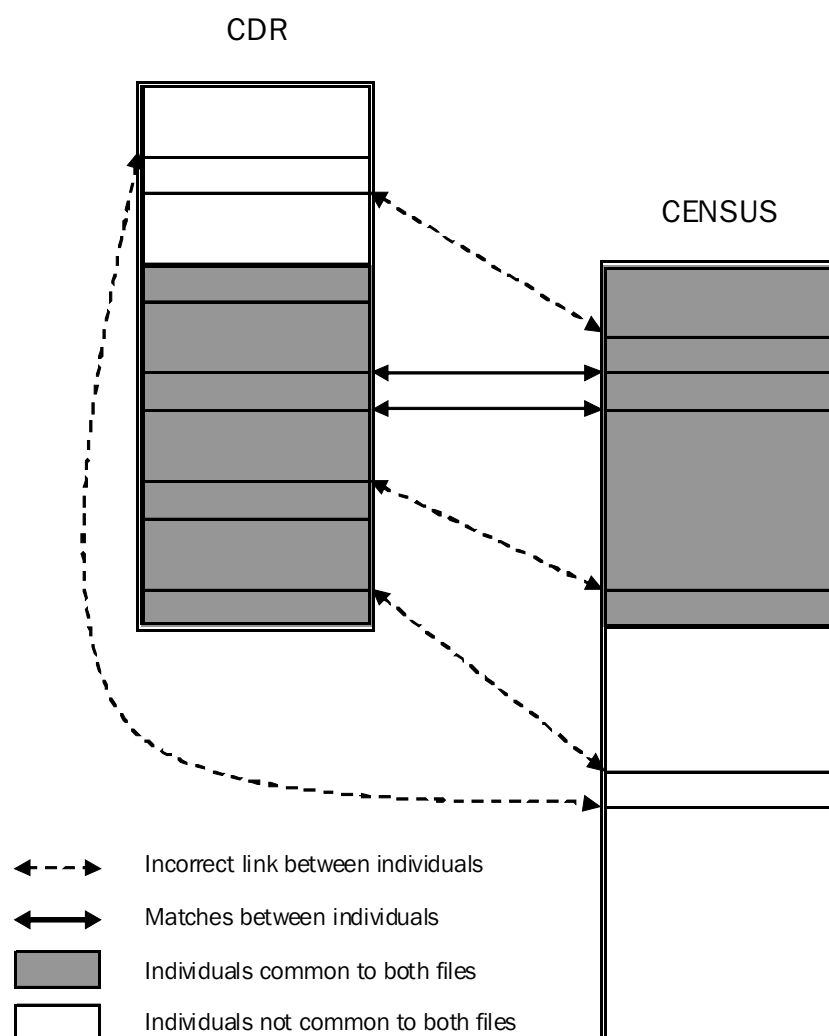 CDR
CENSUS
Incorrect link between individuals
Matches between individuals
Individuals common to both files
Individuals not common to both files